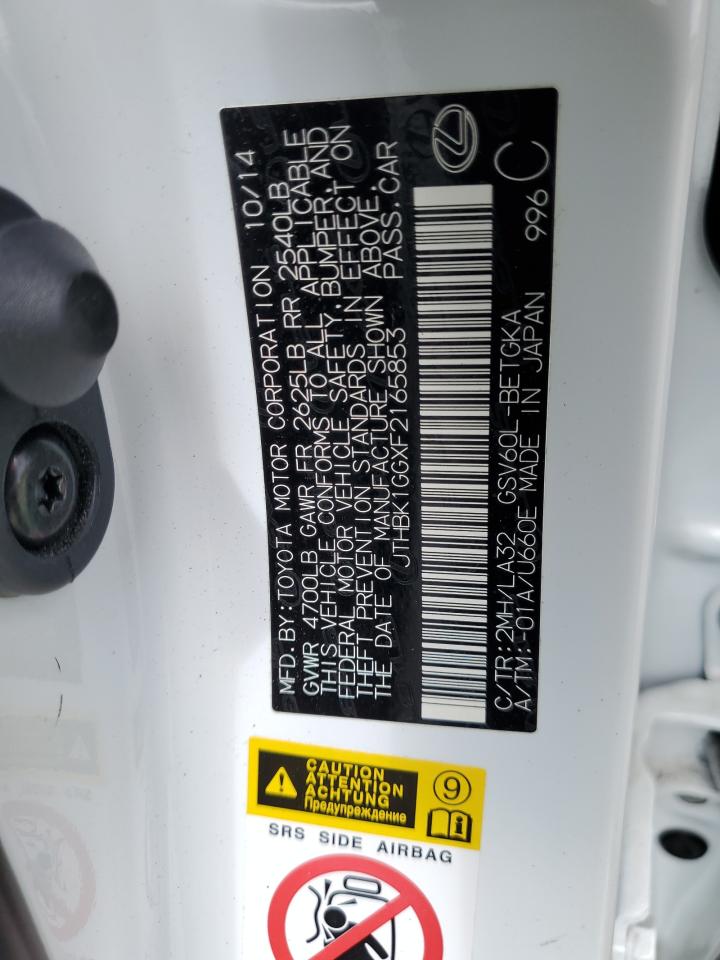 MFD.BY:TOYOTA MOTOR CORPORATION 10/14
GVWR 4700LB GAWR FR 2625LB RR 2540LB
THIS VEHICLE CONFORMS TO ALL APPLICABLE
FEDERAL MOTOR VEHICLE SAFETY, BUMPER, AND
THEFT PREVENTION STANDARDS IN EFFECT ON
THE DATE OF MANUFACTURE SHOWN ABOVE.
JTHBK1GGXF2165853 PASS.CAR
C/TR:2MH/LA32 GSV60L-BETGKA 996 C
A/TM:-01A/U660E MADE IN JAPAN
CAUTION
ATTENTION
ACHTUNG
Предупреждение
9
i
SRS SIDE AIRBAG